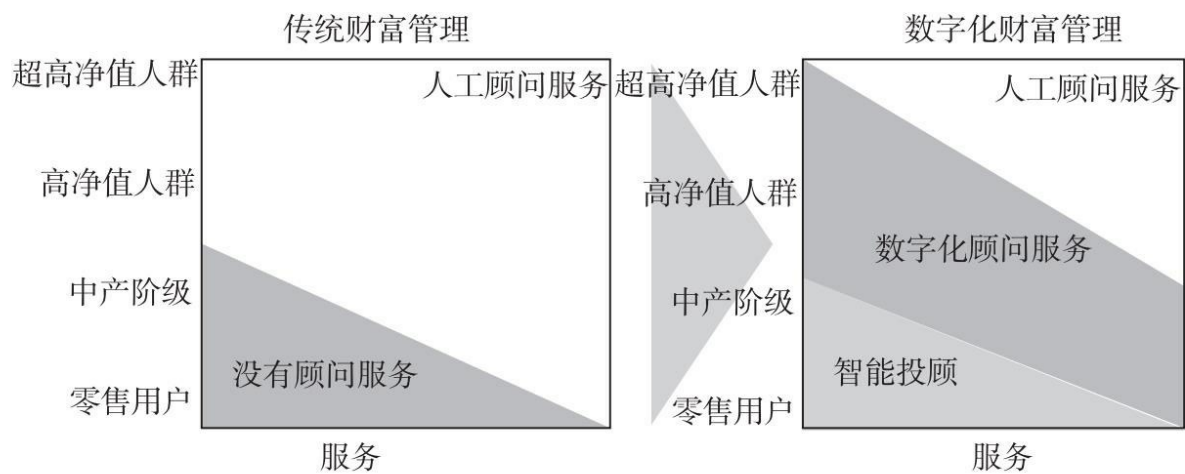 传统财富管理
超高净值人群
人工顾问服务
高净值人群
中产阶级
没有顾问服务
零售用户
服务
数字化财富管理
超高净值人群
人工顾问服务
高净值人群
数字化顾问服务
中产阶级
智能投顾
零售用户
服务